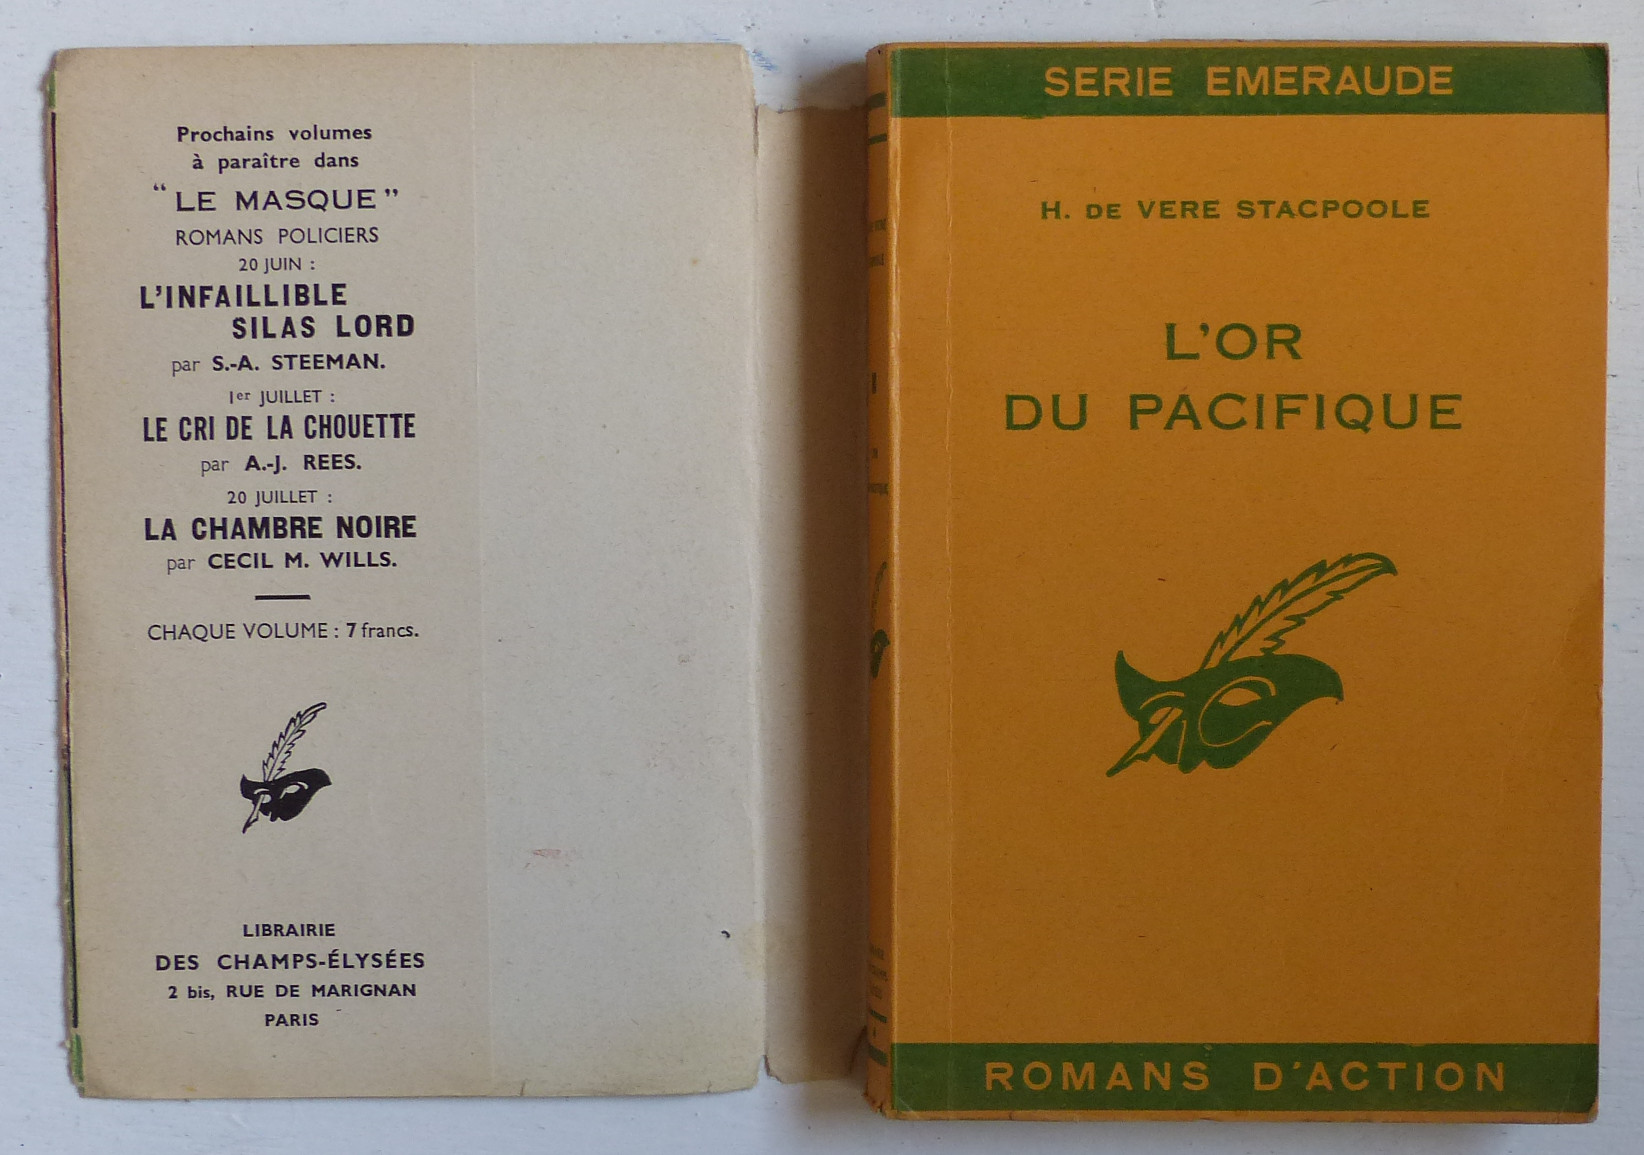 Prochains volumes
à paraître dans
"LE MASQUE"
ROMANS POLICIERS
20 JUIN :
L'INFAILLIBLE
SILAS LORD
par S.-A. STEEMAN.
1er JUILLET :
LE CRI DE LA CHOUETTE
par A.-J. REES.
20 JUILLET :
LA CHAMBRE NOIRE
par CECIL M. WILLS.
CHAQUE VOLUME : 7 francs.
LIBRAIRIE
DES CHAMPS-ÉLYSÉES
2 bis, RUE DE MARIGNAN
PARIS
SERIE EMERAUDE
H. DE VERE STACPOOLE
L'OR
DU PACIFIQUE
ROMANS D'ACTION